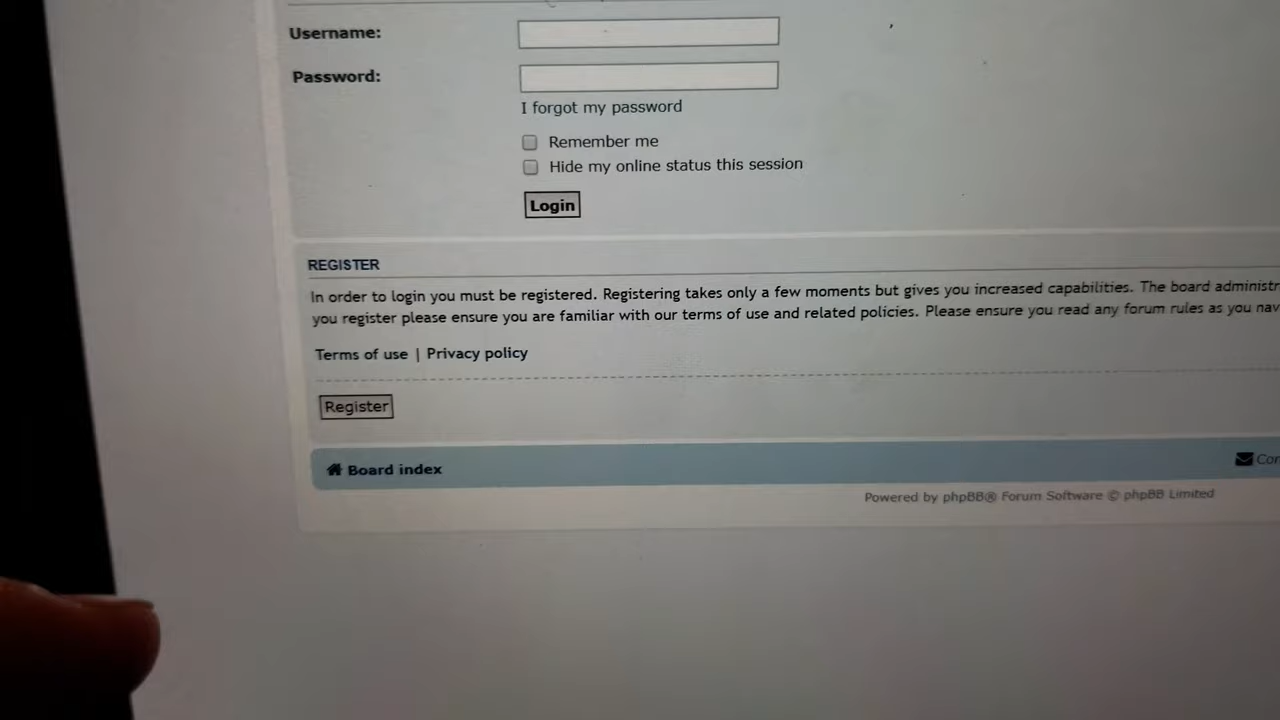 Username:
Password:
I forgot my password
Remember me
Hide my online status this session
Login
REGISTER
In order to login you must be registered. Registering takes only a few moments but gives you increased capabilities. The board administr
you register please ensure you are familiar with our terms of use and related policies. Please ensure you read any forum rules as you nav
Terms of use | Privacy policy
Register
Board index
Con
Powered by phpBB® Forum Software © phpBB Limited